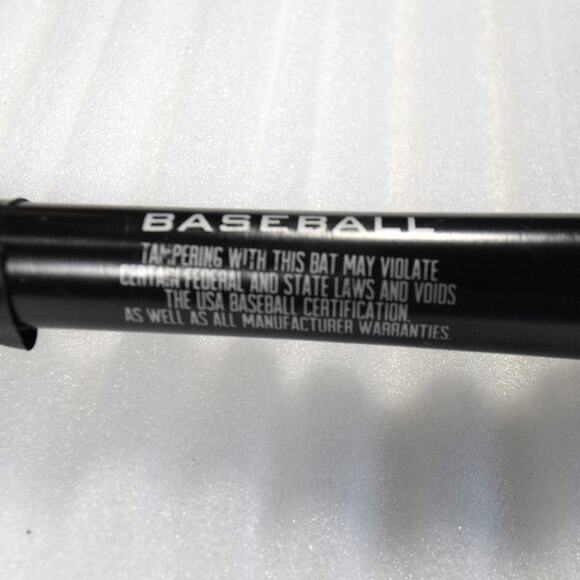 BASEBALL
TAMPERING WITH THIS BAT MAY VIOLATE
CERTAIN FEDERAL AND STATE LAWS AND VOIDS
THE USA BASEBALL CERTIFICATION,
AS WELL AS ALL MANUFACTURER WARRANTIES.